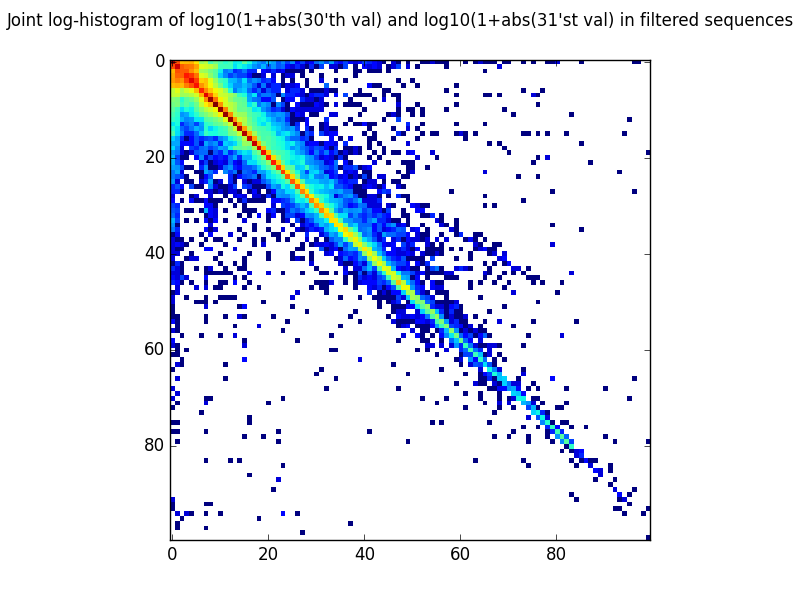 Joint log-histogram of log10(1+abs(30'th val) and log10(1+abs(31'st val) in filtered sequences
0
20
40
60
80
0 20 40 60 80